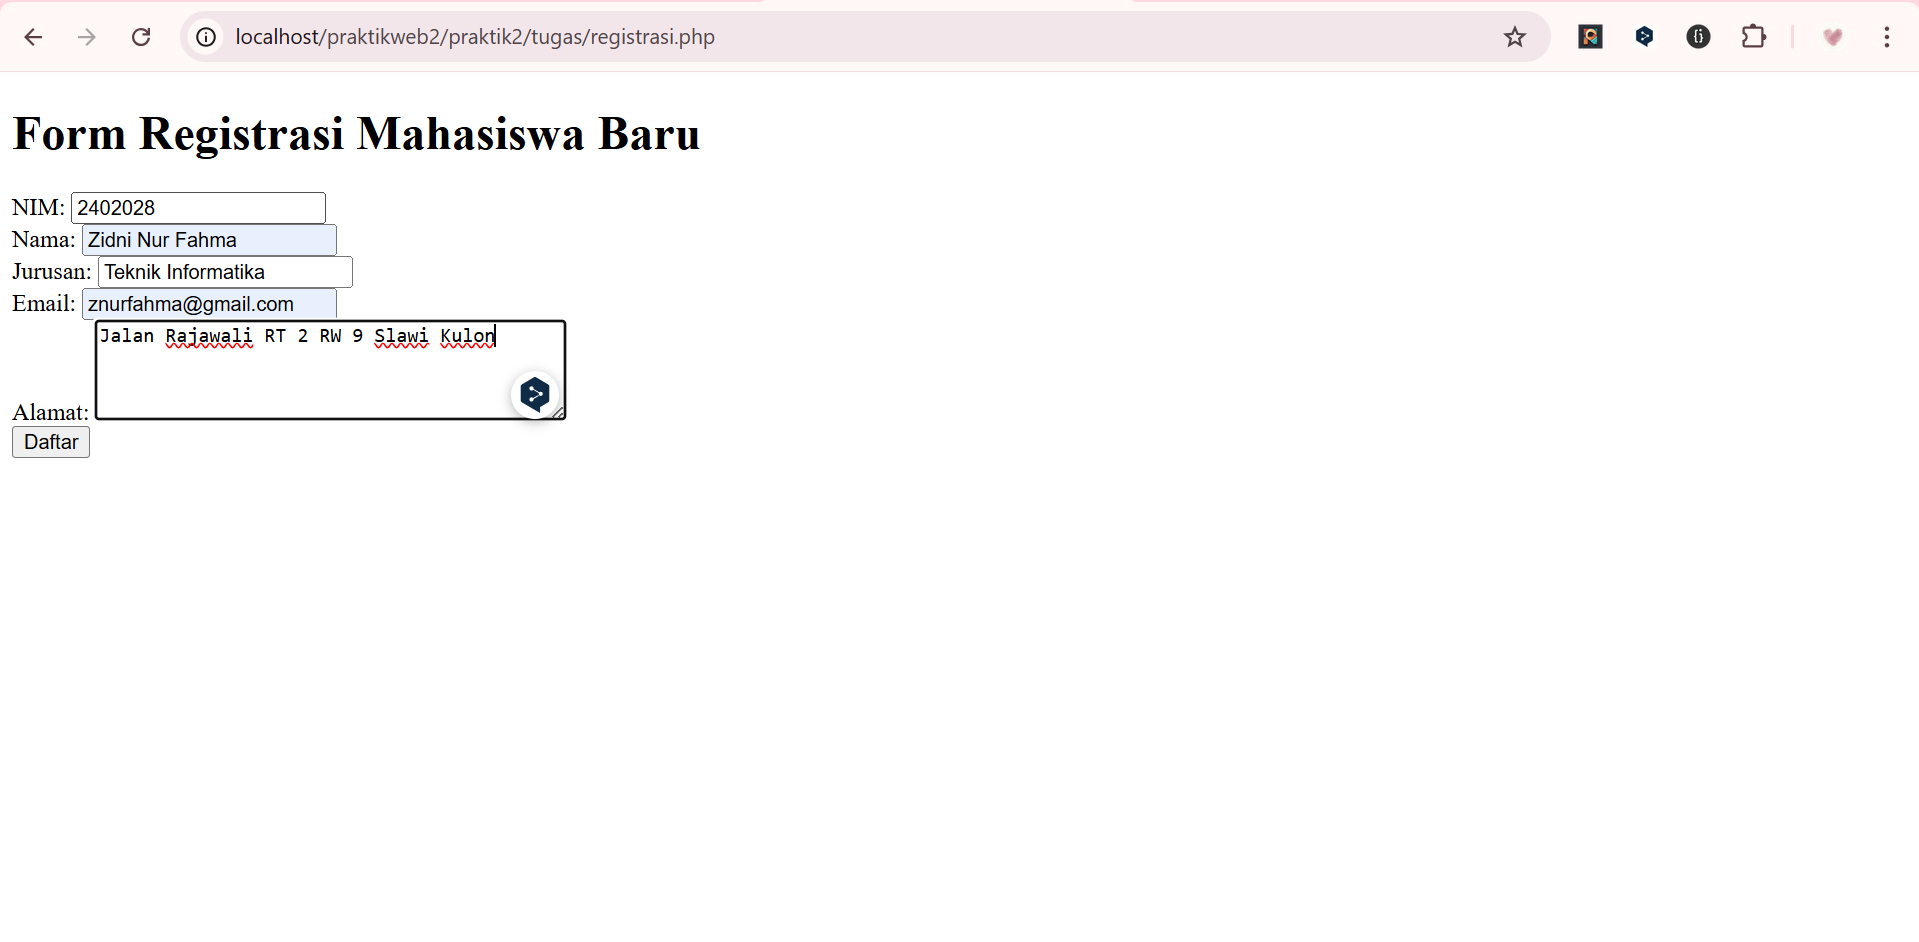 localhost/praktikweb2/praktik2/tugas/registrasi.php
Form Registrasi Mahasiswa Baru
NIM: 2402028
Nama: Zidni Nur Fahma
Jurusan: Teknik Informatika
Email: znurfahma@gmail.com
Jalan Rajawali RT 2 RW 9 Slawi Kulon
Alamat:
Daftar